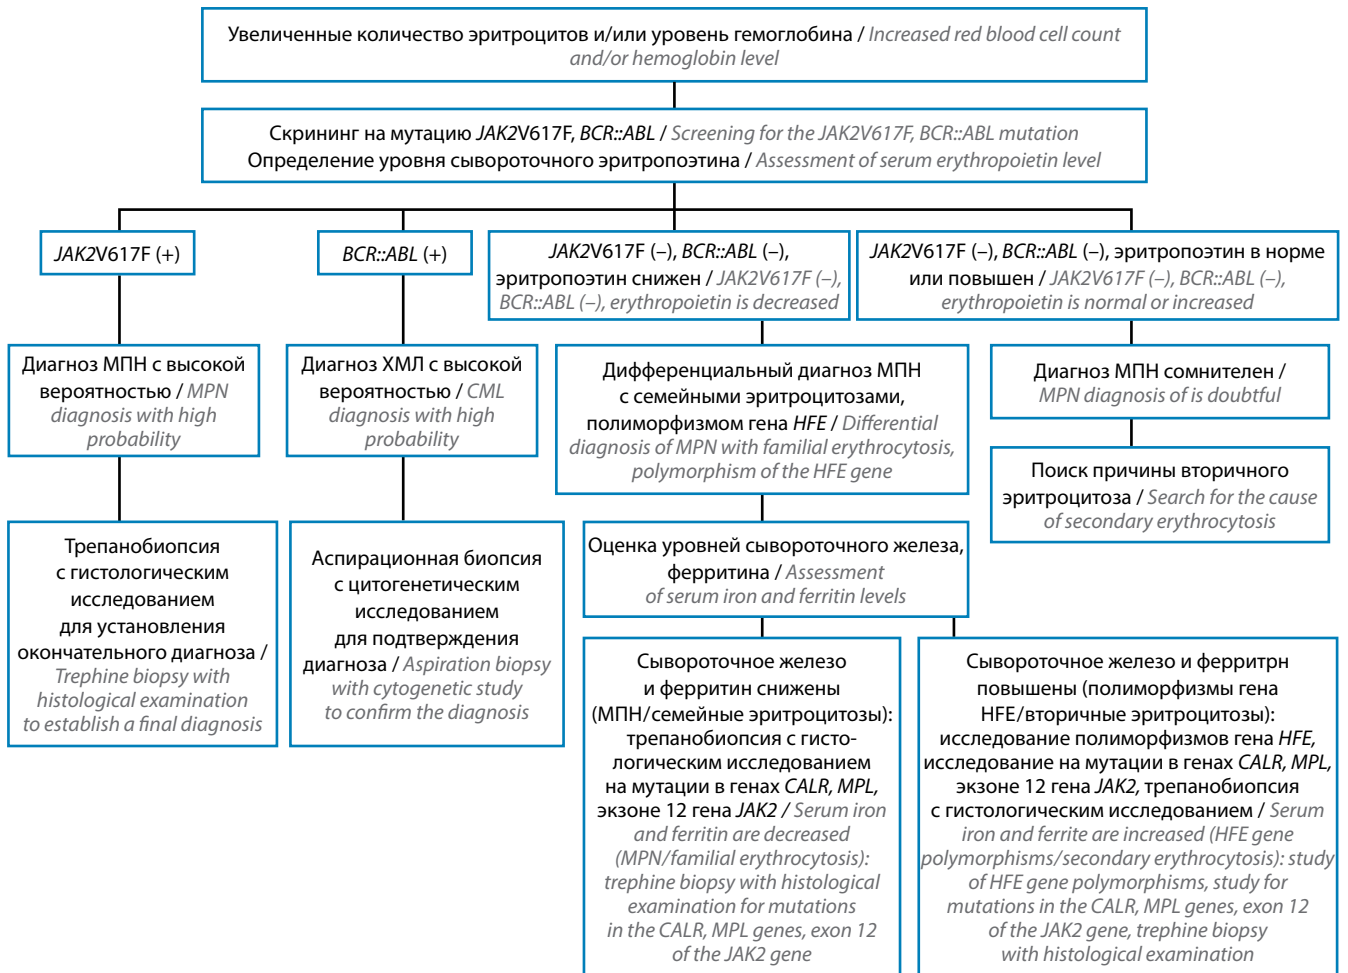 Увеличенные количество эритроцитов и/или уровень гемоглобина / Increased red blood cell count
and/or hemoglobin level
Скрининг на мутацию JAK2V617F, BCR::ABL / Screening for the JAK2V617F, BCR::ABL mutation
Определение уровня сывороточного эритропоэтина / Assessment of serum erythropoietin level
JAK2V617F (+)
BCR::ABL (+)
JAK2V617F (–), BCR::ABL (–),
эритропоэтин снижен / JAK2V617F (–),
BCR::ABL (–), erythropoietin is decreased
JAK2V617F (–), BCR::ABL (–), эритропоэтин в норме
или повышен / JAK2V617F (–), BCR::ABL (–),
erythropoietin is normal or increased
Диагноз МПН с высокой
вероятностью / MPN
diagnosis with high
probability
Диагноз ХМЛ с высокой
вероятностью / CML
diagnosis with high
probability
Дифференциальный диагноз МПН
с семейными эритроцитозами,
полиморфизмом гена HFE / Differential
diagnosis of MPN with familial erythrocytosis,
polymorphism of the HFE gene
Диагноз МПН сомнителен /
MPN diagnosis of is doubtful
Поиск причины вторичного
эритроцитоза / Search for the cause
of secondary erythrocytosis
Трепанобиопсия
с гистологическим
исследованием
для установления
окончательного диагноза /
Trephine biopsy with
histological examination
to establish a final diagnosis
Аспирационная биопсия
с цитогенетическим
исследованием
для подтверждения
диагноза / Aspiration biopsy
with cytogenetic study
to confirm the diagnosis
Оценка уровней сывороточного железа,
ферритина / Assessment
of serum iron and ferritin levels
Сывороточное железо
и ферритин снижены
(МПН/семейные эритроцитозы):
трепанобиопсия с гисто-
логическим исследованием
на мутации в генах CALR, MPL,
экзоне 12 гена JAK2 / Serum iron
and ferritin are decreased
(MPN/familial erythrocytosis):
trephine biopsy with histological
examination for mutations
in the CALR, MPL genes, exon 12
of the JAK2 gene
Сывороточное железо и ферритрн
повышены (полиморфизмы гена
HFE/вторичные эритроцитозы):
исследование полиморфизмов гена HFE,
исследование на мутации в генах CALR, MPL,
экзоне 12 гена JAK2, трепанобиопсия
с гистологическим исследованием / Serum
iron and ferrite are increased (HFE gene
polymorphisms/secondary erythrocytosis): study
of HFE gene polymorphisms, study for
mutations in the CALR, MPL genes, exon 12
of the JAK2 gene, trephine biopsy
with histological examination